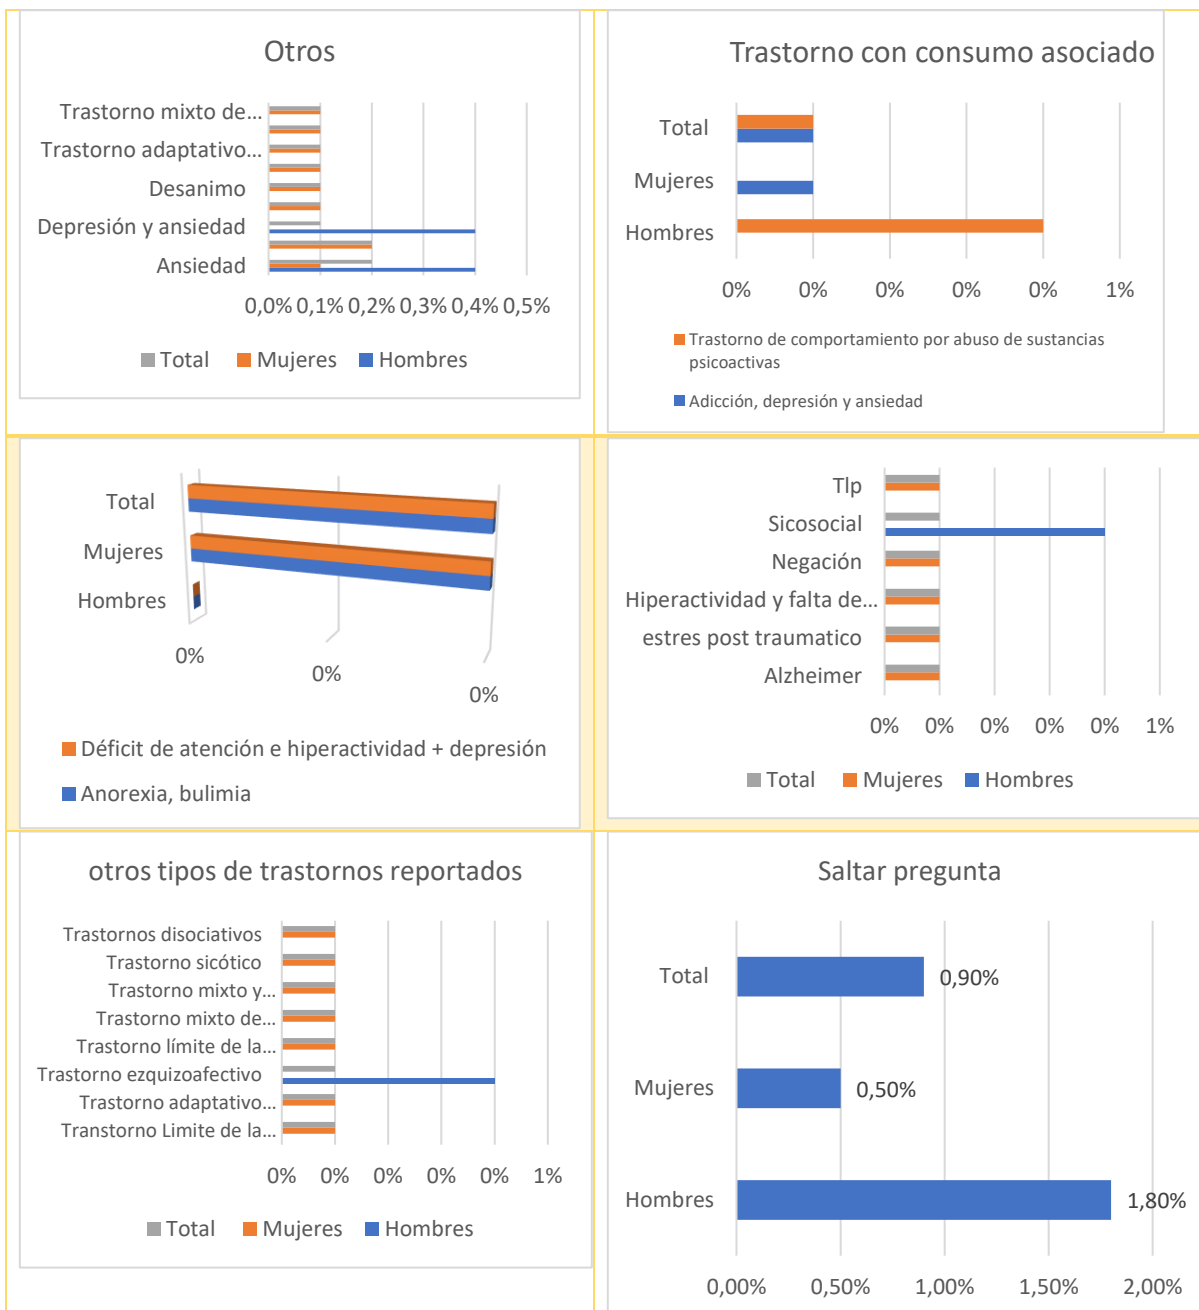 Otros
Trastorno mixto de...
Trastorno adaptativo...
Desanimo
Depresión y ansiedad
Ansiedad
0,0% 0,1% 0,2% 0,3% 0,4% 0,5%
Total Mujeres Hombres
Trastorno con consumo asociado
Total
Mujeres
Hombres
0% 0% 0% 0% 0% 1%
Trastorno de comportamiento por abuso de sustancias
psicoactivas
Adicción, depresión y ansiedad
Total
Mujeres
Hombres
0% 0% 0%
Déficit de atención e hiperactividad + depresión
Anorexia, bulimia
Tlp
Sicosocial
Negación
Hiperactividad y falta de...
estres post traumatico
Alzheimer
0% 0% 0% 0% 0% 1%
Total Mujeres Hombres
otros tipos de trastornos reportados
Trastornos disociativos
Trastorno sicótico
Trastorno mixto y...
Trastorno mixto de...
Trastorno límite de la...
Trastorno ezquizoafectivo
Trastorno adaptativo...
Transtorno Limite de la...
0% 0% 0% 0% 0% 1%
Total Mujeres Hombres
Saltar pregunta
Total 0,90%
Mujeres 0,50%
Hombres 1,80%
0,00% 0,50% 1,00% 1,50% 2,00%